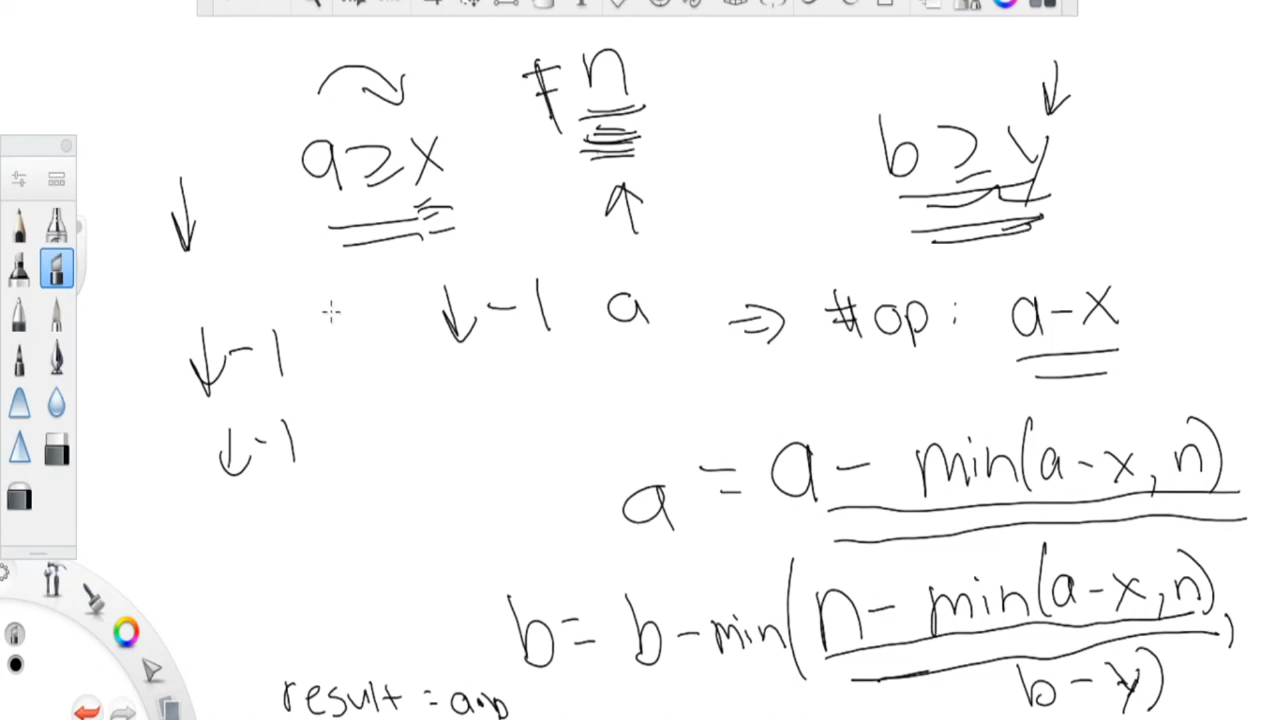 ≠ n
a ≥ x
b ≥ y
↓ -1 a ⇒ #op: a-x
↓ -1
↓ -1
a = a - min(a-x, n)
b = b - min(n - min(a-x, n),
b-y)
result = a·b